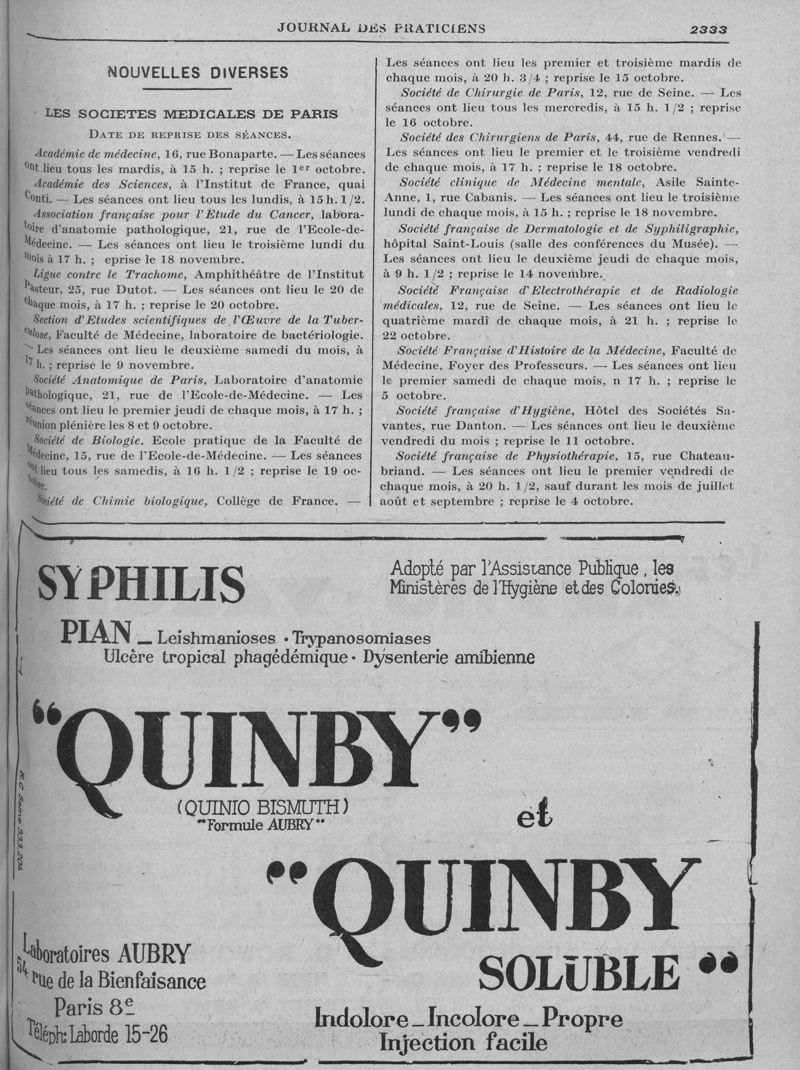 JOURNAL DES PRATICIENS 2333
NOUVELLES DIVERSES
LES SOCIETES MEDICALES DE PARIS
DATE DE REPRISE DES SÉANCES.
Académie de médecine, 16, rue Bonaparte. — Les séances
ont lieu tous les mardis, à 15 h. ; reprise le 1er octobre.
Académie des Sciences, à l'Institut de France, quai
Conti. — Les séances ont lieu tous les lundis, à 15 h. 1/2.
Association française pour l'Etude du Cancer, labora-
toire d'anatomie pathologique, 21, rue de l'Ecole-de-
Médecine. — Les séances ont lieu le troisième lundi du
mois à 17 h. ; eprise le 18 novembre.
Ligue contre le Trachome, Amphithéâtre de l'Institut
Pasteur, 25, rue Dutot. — Les séances ont lieu le 20 de
chaque mois, à 17 h. ; reprise le 20 octobre.
Section d'Etudes scientifiques de l'Œuvre de la Tuber-
culose, Faculté de Médecine, laboratoire de bactériologie.
— Les séances ont lieu le deuxième samedi du mois, à
17 h. ; reprise le 9 novembre.
Société Anatomique de Paris, Laboratoire d'anatomie
pathologique, 21, rue de l'Ecole-de-Médecine. — Les
séances ont lieu le premier jeudi de chaque mois, à 17 h. ;
réunion plénière les 8 et 9 octobre.
Société de Biologie. Ecole pratique de la Faculté de
Médecine, 15, rue de l'Ecole-de-Médecine. — Les séances
ont lieu tous les samedis, à 16 h. 1/2 ; reprise le 19 oc-
tobre.
Société de Chimie biologique, Collège de France. —
Les séances ont lieu les premier et troisième mardis de
chaque mois, à 20 h. 3/4 ; reprise le 15 octobre.
Société de Chirurgie de Paris, 12, rue de Seine. — Les
séances ont lieu tous les mercredis, à 15 h. 1/2 ; reprise
le 16 octobre.
Société des Chirurgiens de Paris, 44, rue de Rennes. —
Les séances ont lieu le premier et le troisième vendredi
de chaque mois, à 17 h. ; reprise le 18 octobre.
Société clinique de Médecine mentale, Asile Sainte-
Anne, 1, rue Cabanis. — Les séances ont lieu le troisième
lundi de chaque mois, à 15 h. ; reprise le 18 novembre.
Société française de Dermatologie et de Syphiligraphie,
hôpital Saint-Louis (salle des conférences du Musée). —
Les séances ont lieu le deuxième jeudi de chaque mois,
à 9 h. 1/2 ; reprise le 14 novembre.
Société Française d'Electrothérapie et de Radiologie
médicales, 12, rue de Seine. — Les séances ont lieu le
quatrième mardi de chaque mois, à 21 h. ; reprise le
22 octobre.
Société Française d'Histoire de la Médecine, Faculté de
Médecine, Foyer des Professeurs. — Les séances ont lieu
le premier samedi de chaque mois, n 17 h. ; reprise le
5 octobre.
Société française d'Hygiène, Hôtel des Sociétés Sa-
vantes, rue Danton. — Les séances ont lieu le deuxième
vendredi du mois ; reprise le 11 octobre.
Société française de Physiothérapie, 15, rue Chateau-
briand. — Les séances ont lieu le premier vendredi de
chaque mois, à 20 h. 1/2, sauf durant les mois de juillet
août et septembre ; reprise le 4 octobre.
SYPHILIS
Adopté par l'Assistance Publique, les
Ministères de l'Hygiène et des Colonies.
PIAN — Leishmanioses • Trypanosomiases
Ulcère tropical phagédémique • Dysenterie amibienne
"QUINBY"
(QUINIO BISMUTH)
"Formule AUBRY"
et
"QUINBY
SOLUBLE"
R.C. Seine 233.204
Laboratoires AUBRY
54 rue de la Bienfaisance
Paris 8e
Téléph: Laborde 15-26
Indolore — Incolore — Propre
Injection facile